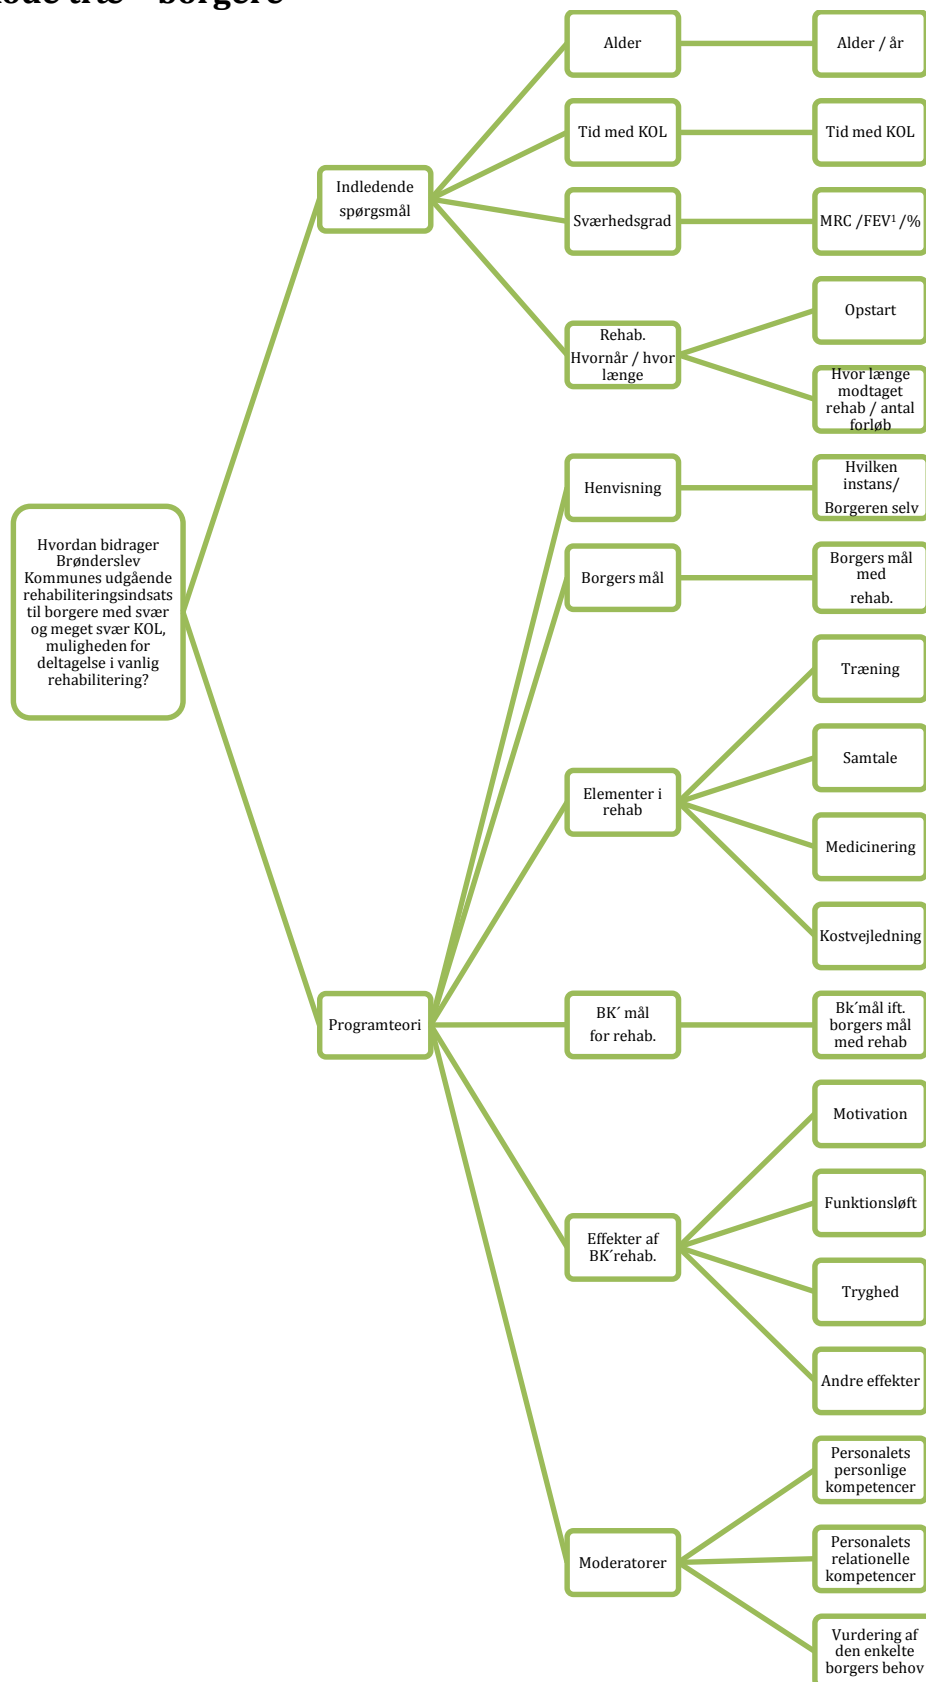 træ borgere
Alder
Alder / år
Tid med KOL
Tid med KOL
Indledende
spørgsmål
Sværhedsgrad
MRC /FEV¹ /%
Opstart
Rehab.
Hvornår / hvor
længe
Hvor længe
modtaget
rehab / antal
forløb
Henvisning
Hvilken
instans/
Borgeren selv
Hvordan bidrager
Brønderslev
Kommunes udgående
rehabiliteringsindsats
til borgere med svær
og meget svær KOL,
muligheden for
deltagelse i vanlig
rehabilitering?
Borgers mål
Borgers mål
med
rehab.
Træning
Samtale
Elementer i
rehab
Medicinering
Kostvejledning
Programteori
BK´ mål
for rehab.
Bk´mål ift.
borgers mål
med rehab
Motivation
Funktionsløft
Effekter af
BK´rehab.
Tryghed
Andre effekter
Personalets
personlige
kompetencer
Moderatorer
Personalets
relationelle
kompetencer
Vurdering af
den enkelte
borgers behov